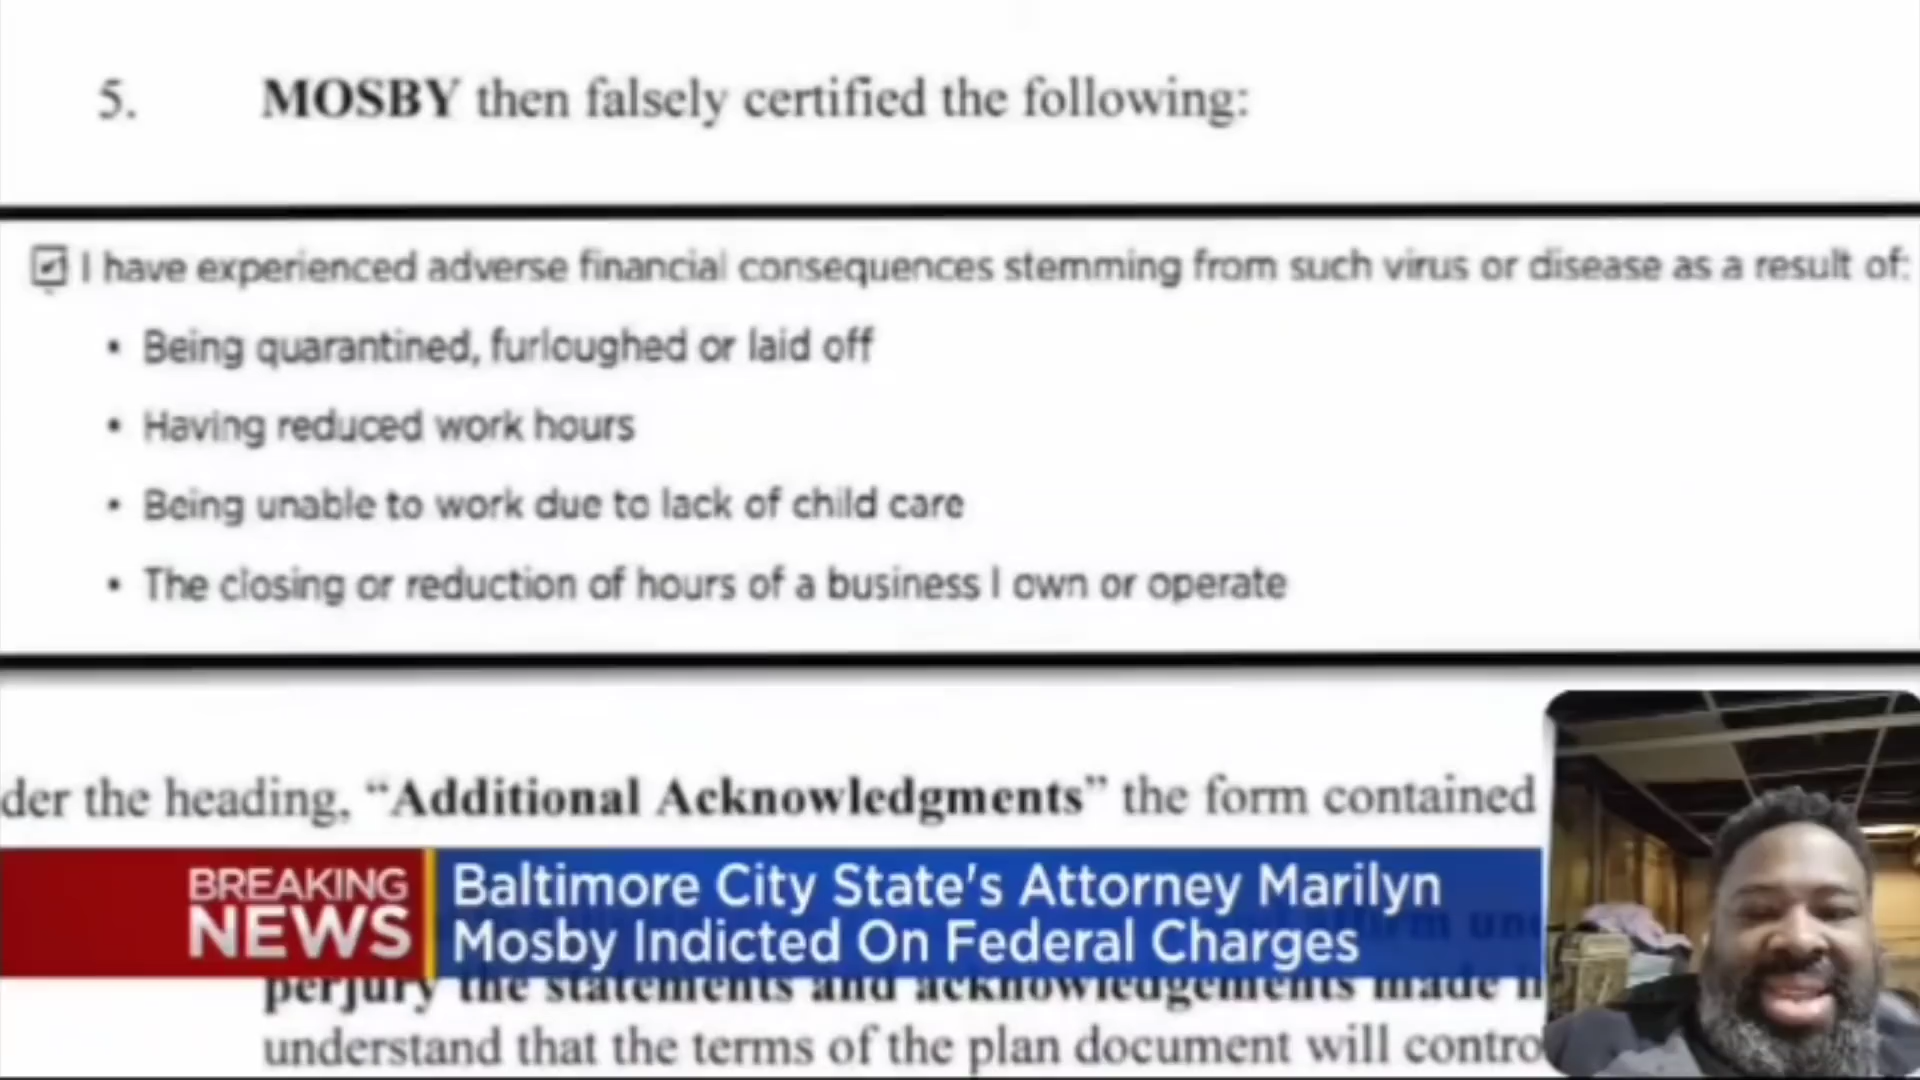 5. MOSBY then falsely certified the following:
I have experienced adverse financial consequences stemming from such virus or disease as a result of:
• Being quarantined, furloughed or laid off
• Having reduced work hours
• Being unable to work due to lack of child care
• The closing or reduction of hours of a business I own or operate
der the heading, “Additional Acknowledgments” the form contained
BREAKING NEWS
Baltimore City State's Attorney Marilyn
Mosby Indicted On Federal Charges
perjury the statements and acknowledgements made
understand that the terms of the plan document will contro